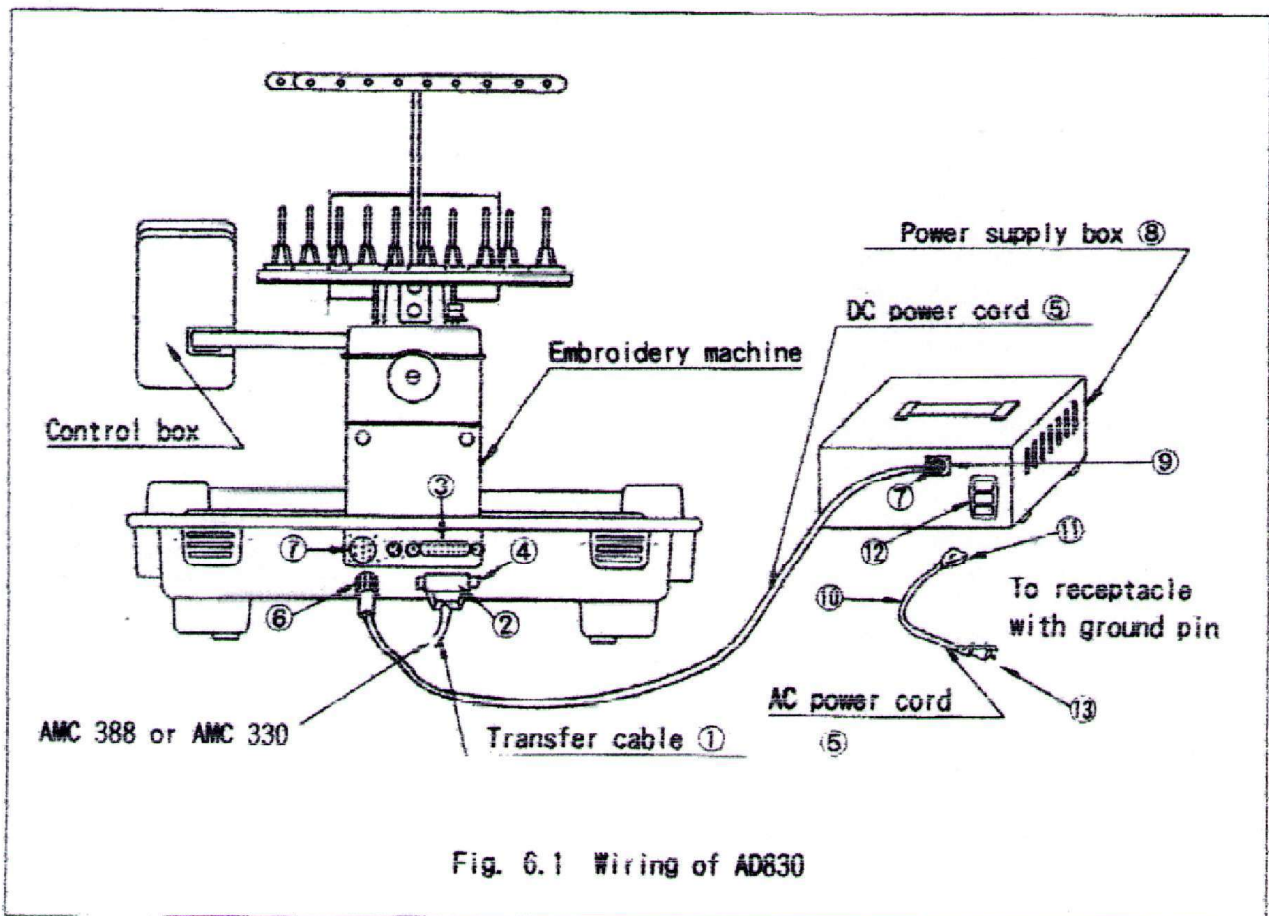 Power supply box ⑧
DC power cord ⑤
Embroidery machine
Control box
③
⑨
⑦
⑦
④
⑫
⑪
⑥
②
⑩
To receptacle
with ground pin
AMC 388 or AMC 330
Transfer cable ①
AC power cord
⑤
⑬
Fig. 6.1 Wiring of AD830